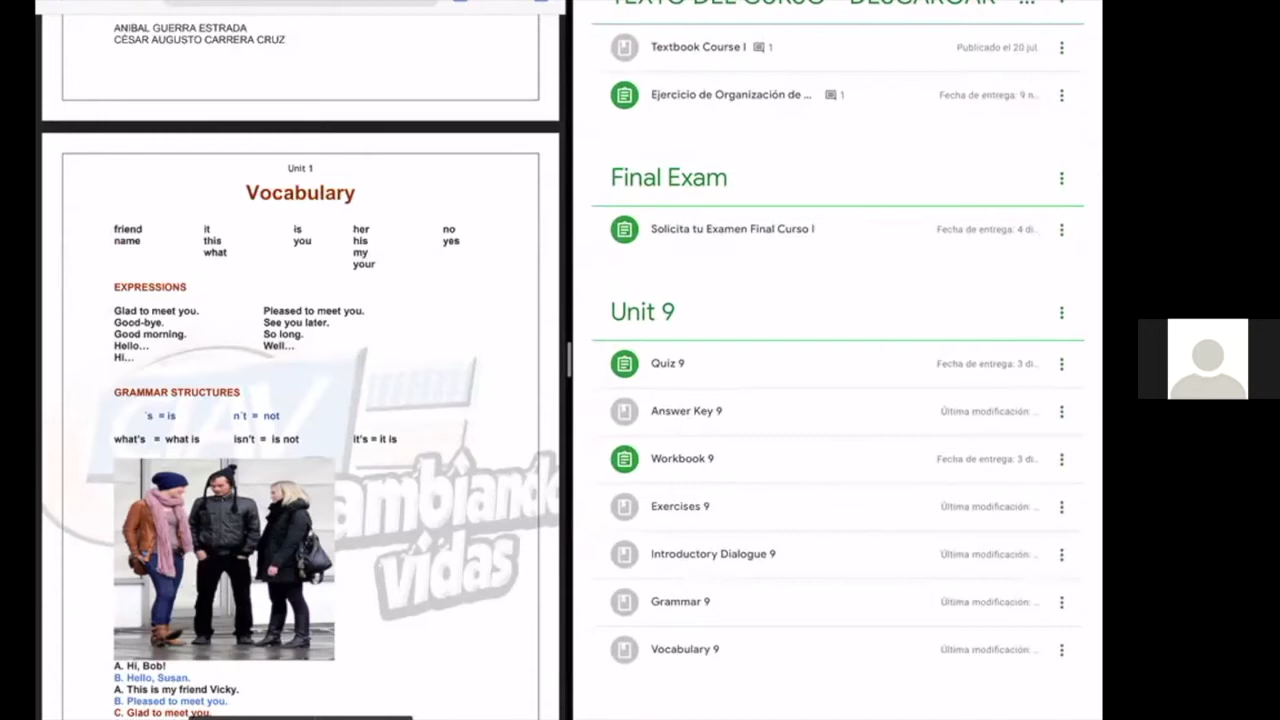 ANIBAL GUERRA ESTRADA
CÉSAR AUGUSTO CARRERA CRUZ
Unit 1
Vocabulary
friend it is her no
name this you his yes
what my
your
EXPRESSIONS
Glad to meet you. Pleased to meet you.
Good-bye. See you later.
Good morning. So long.
Hello... Well...
Hi...
GRAMMAR STRUCTURES
´s = is n´t = not
what's = what is isn't = is not it's = it is
CIAV
cambiando
vidas
A. Hi, Bob!
B. Hello, Susan.
A. This is my friend Vicky.
B. Pleased to meet you.
C. Glad to meet you.
TEXTO DEL CURSO - DESCARGAR - ...
Textbook Course I 1 Publicado el 20 jul
Ejercicio de Organización de ... 1 Fecha de entrega: 9 n...
Final Exam
Solicita tu Examen Final Curso I Fecha de entrega: 4 di...
Unit 9
Quiz 9 Fecha de entrega: 3 di...
Answer Key 9 Última modificación: ...
Workbook 9 Fecha de entrega: 3 di...
Exercises 9 Última modificación: ...
Introductory Dialogue 9 Última modificación: ...
Grammar 9 Última modificación: ...
Vocabulary 9 Última modificación: ...